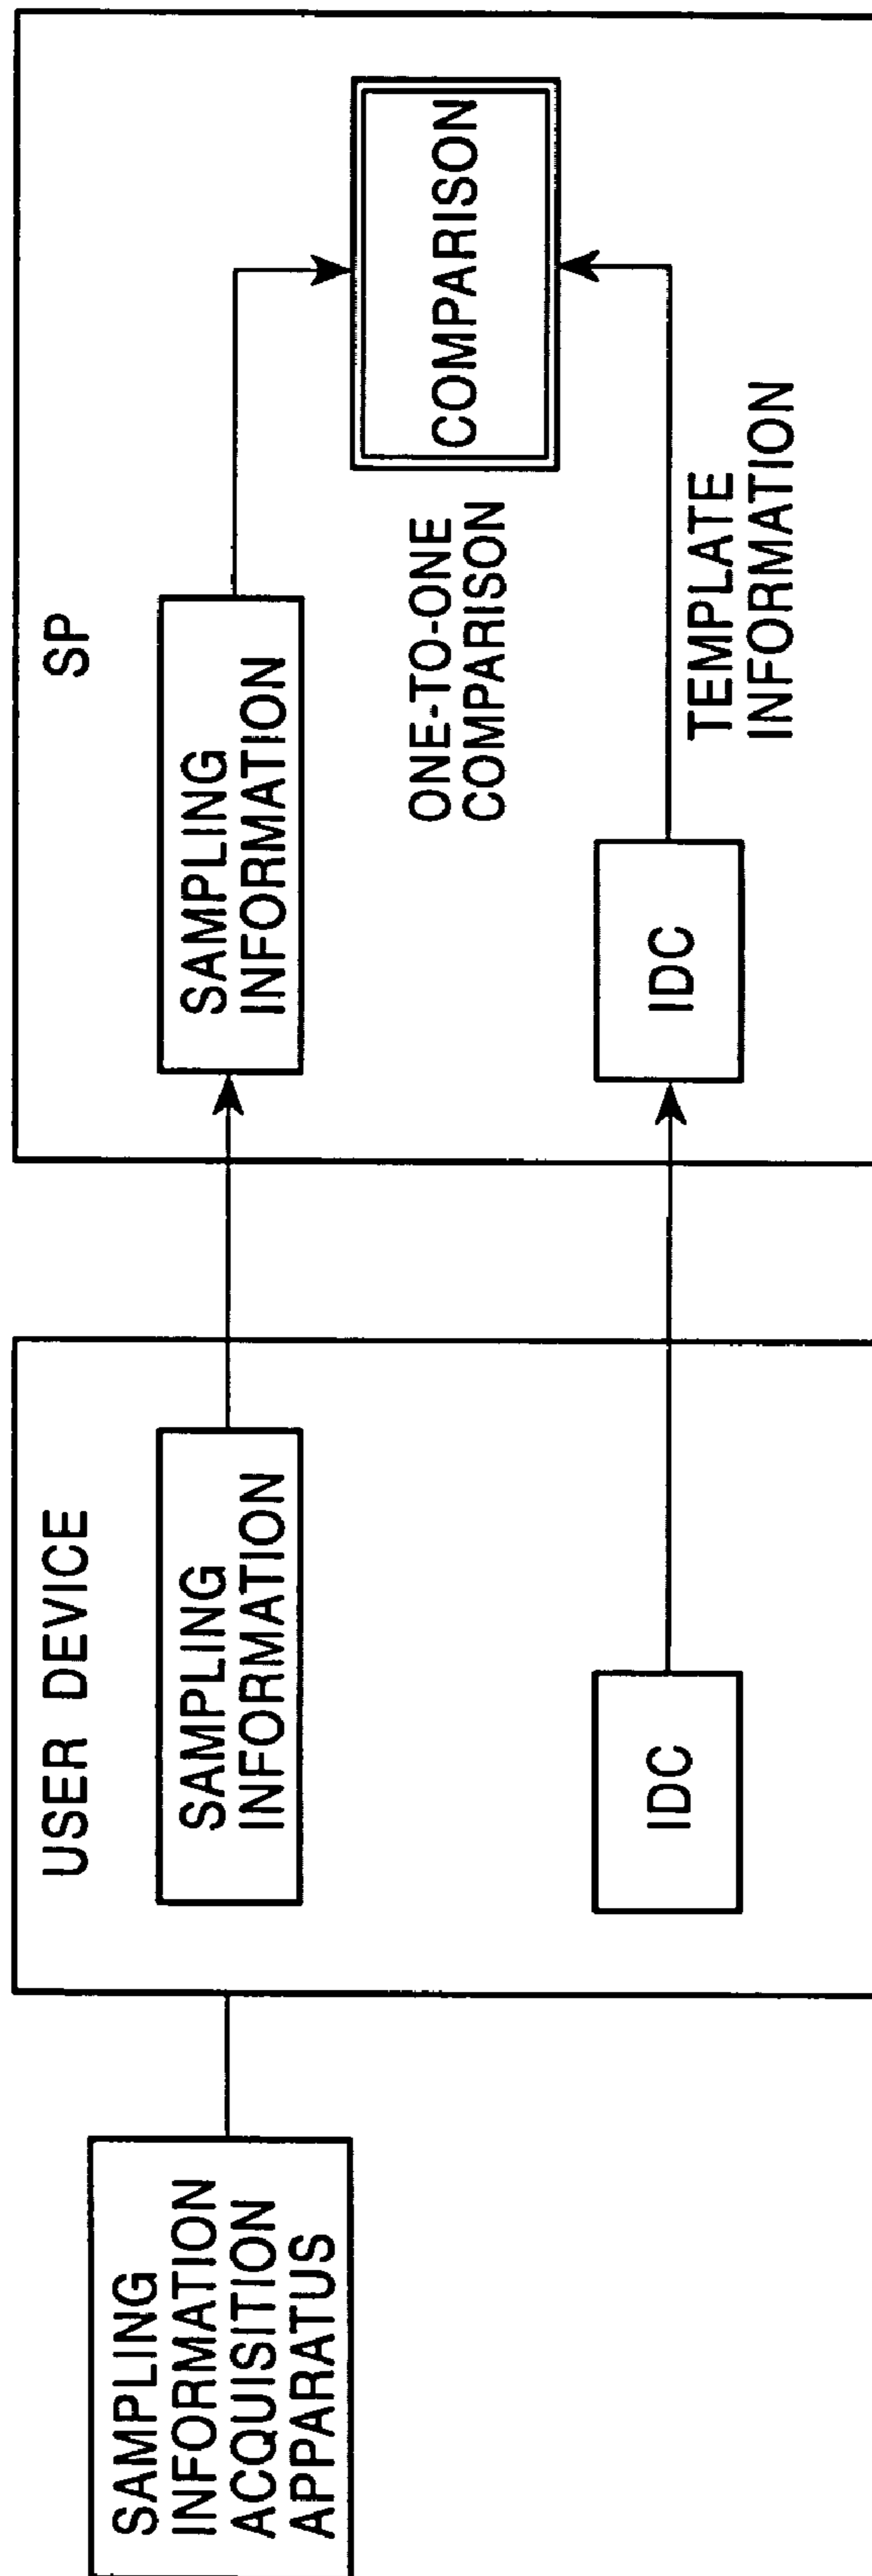 SAMPLING
INFORMATION
ACQUISITION
APPARATUS
USER DEVICE
SAMPLING
INFORMATION
IDC
SP
SAMPLING
INFORMATION
ONE-TO-ONE
COMPARISON
COMPARISON
IDC
TEMPLATE
INFORMATION